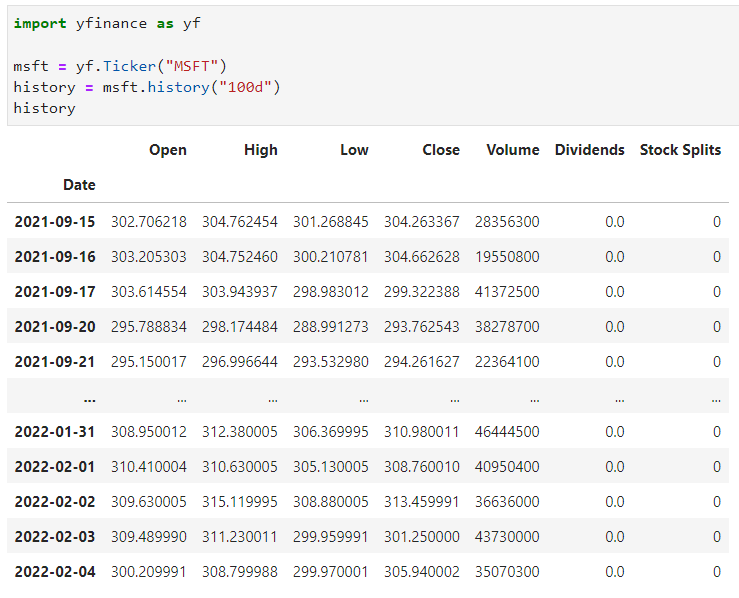 import yfinance as yf
msft = yf.Ticker("MSFT")
history = msft.history("100d")
history
Open High Low Close Volume Dividends Stock Splits
Date
2021-09-15 302.706218 304.762454 301.268845 304.263367 28356300 0.0 0
2021-09-16 303.205303 304.752460 300.210781 304.662628 19550800 0.0 0
2021-09-17 303.614554 303.943937 298.983012 299.322388 41372500 0.0 0
2021-09-20 295.788834 298.174484 288.991273 293.762543 38278700 0.0 0
2021-09-21 295.150017 296.996644 293.532980 294.261627 22364100 0.0 0
... ... ... ... ... ... ... ...
2022-01-31 308.950012 312.380005 306.369995 310.980011 46444500 0.0 0
2022-02-01 310.410004 310.630005 305.130005 308.760010 40950400 0.0 0
2022-02-02 309.630005 315.119995 308.880005 313.459991 36636000 0.0 0
2022-02-03 309.489990 311.230011 299.959991 301.250000 43730000 0.0 0
2022-02-04 300.209991 308.799988 299.970001 305.940002 35070300 0.0 0